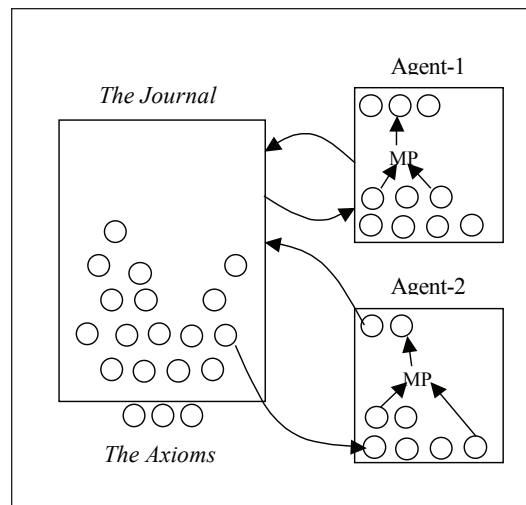 Agent-1
The Journal
MP
Agent-2
MP
The Axioms